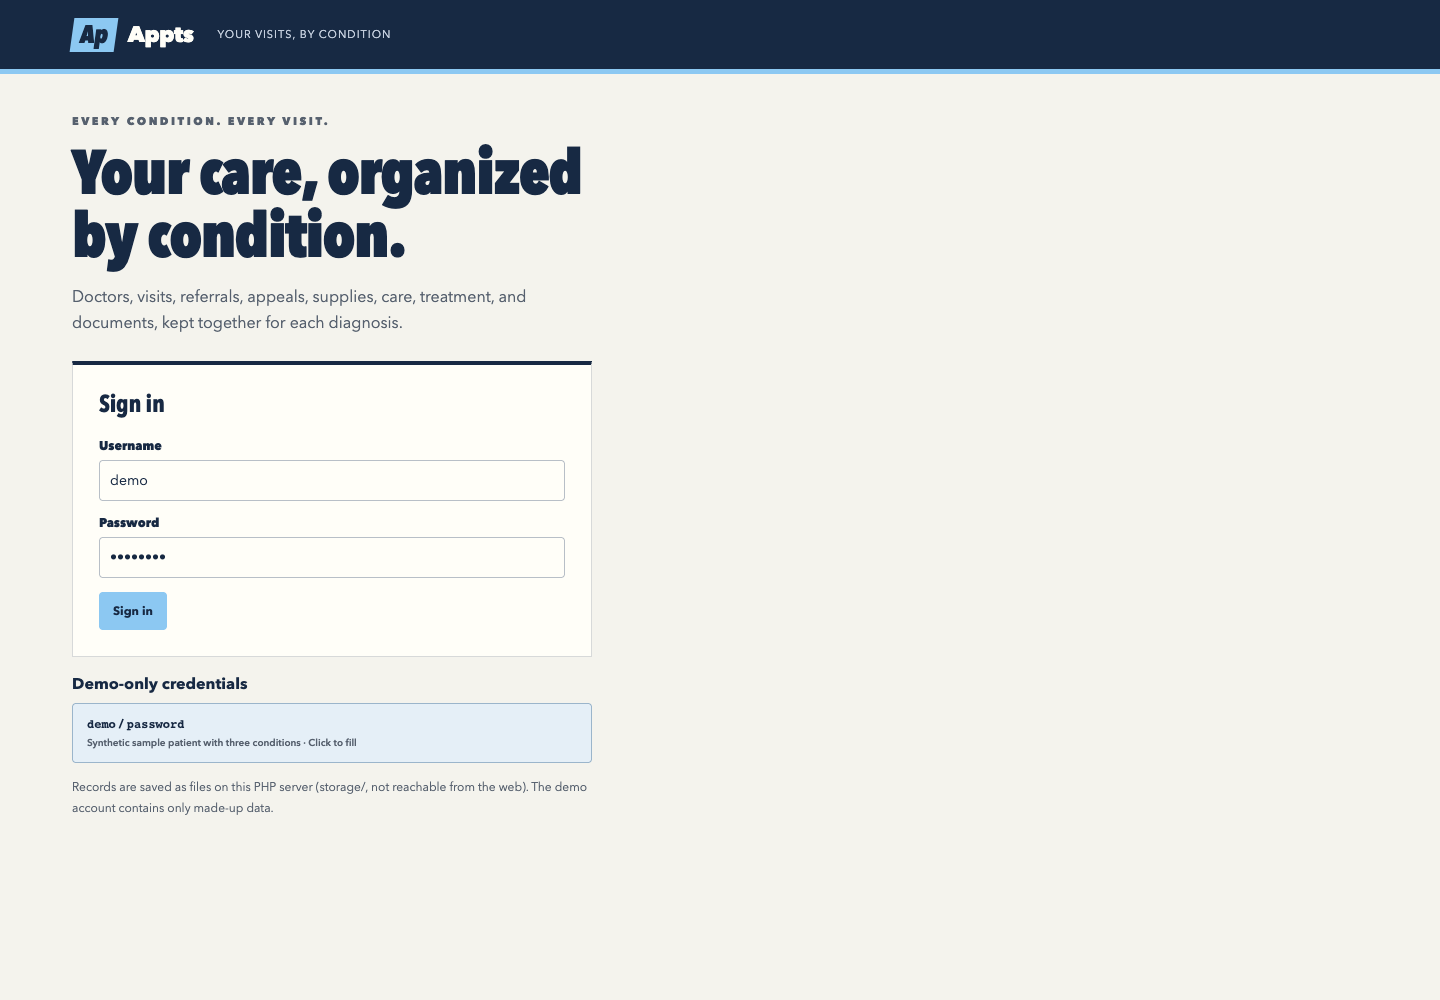 Ap Appts YOUR VISITS, BY CONDITION
EVERY CONDITION. EVERY VISIT.
Your care, organized
by condition.
Doctors, visits, referrals, appeals, supplies, care, treatment, and
documents, kept together for each diagnosis.
Sign in
Username
demo
Password
••••••••
Sign in
Demo-only credentials
demo / password
Synthetic sample patient with three conditions · Click to fill
Records are saved as files on this PHP server (storage/, not reachable from the web). The demo
account contains only made-up data.